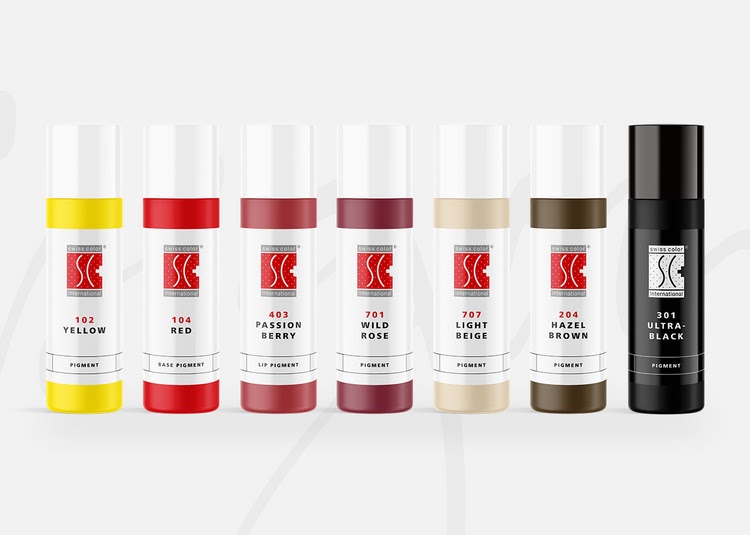 swiss color®
SC
international
102
YELLOW
PIGMENT
swiss color®
SC
international
104
RED
BASE PIGMENT
swiss color®
SC
international
403
PASSION
BERRY
LIP PIGMENT
swiss color®
SC
international
701
WILD
ROSE
PIGMENT
swiss color®
SC
international
707
LIGHT
BEIGE
PIGMENT
swiss color®
SC
international
204
HAZEL
BROWN
PIGMENT
swiss color®
SC
international
301
ULTRA-
BLACK
PIGMENT